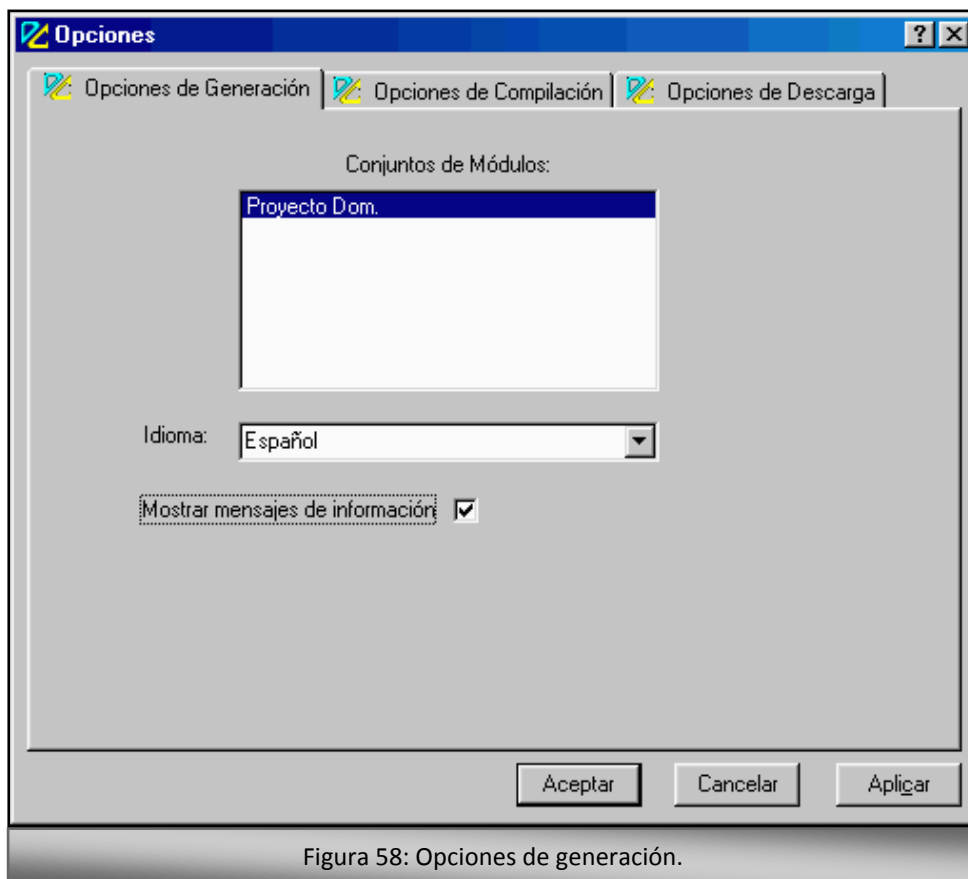 Opciones
Opciones de Generación
Opciones de Compilación
Opciones de Descarga
Conjuntos de Módulos:
Proyecto Dom.
Idioma:
Español
Mostrar mensajes de información
Aceptar
Cancelar
Aplicar
Figura 58: Opciones de generación.